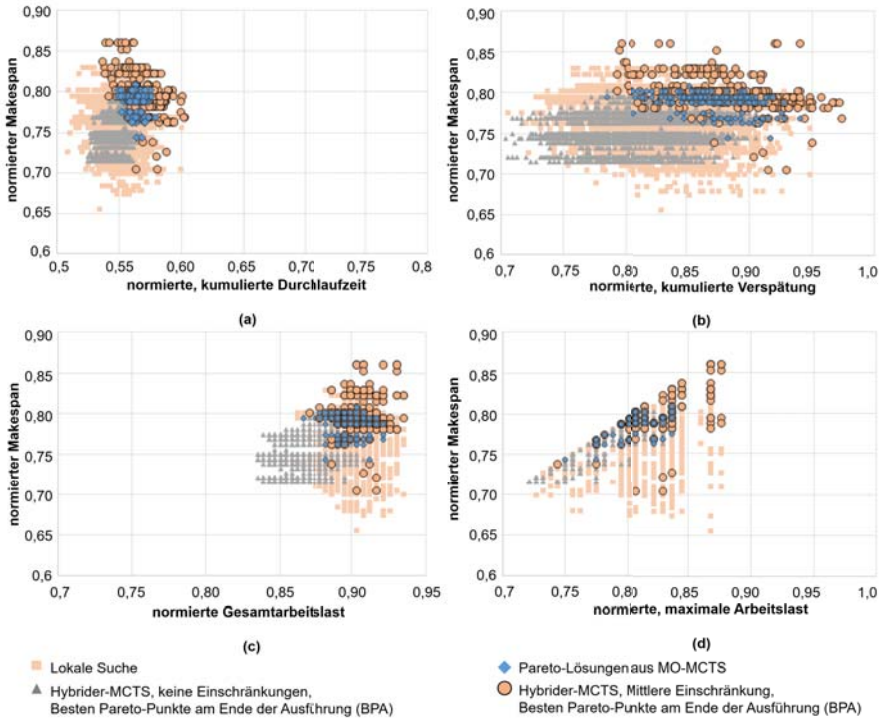 normierter Makespan
0,90
0,85
0,80
0,75
0,70
0,65
0,6
0,5 0,55 0,60 0,70 0,8
normierte, kumulierte Durchlaufzeit
(a)
normierter Makespan
0,90
0,85
0,80
0,75
0,70
0,65
0,6
0,7 0,80 0,85 0,90 0,95 1,0
normierte, kumulierte Verspätung
(b)
normierter Makespan
0,90
0,85
0,80
0,75
0,70
0,65
0,6
0,7 0,75 0,80 0,85 0,90 0,95
normierte Gesamtarbeitslast
(c)
normierter Makespan
0,90
0,85
0,80
0,75
0,70
0,65
0,6
0,7 0,75 0,80 0,85 0,90 1,0
normierte, maximale Arbeitslast
(d)
Lokale Suche
Hybrider-MCTS, keine Einschränkungen,
Besten Pareto-Punkte am Ende der Ausführung (BPA)
Pareto-Lösungen aus MO-MCTS
Hybrider-MCTS, Mittlere Einschränkung,
Besten Pareto-Punkte am Ende der Ausführung (BPA)